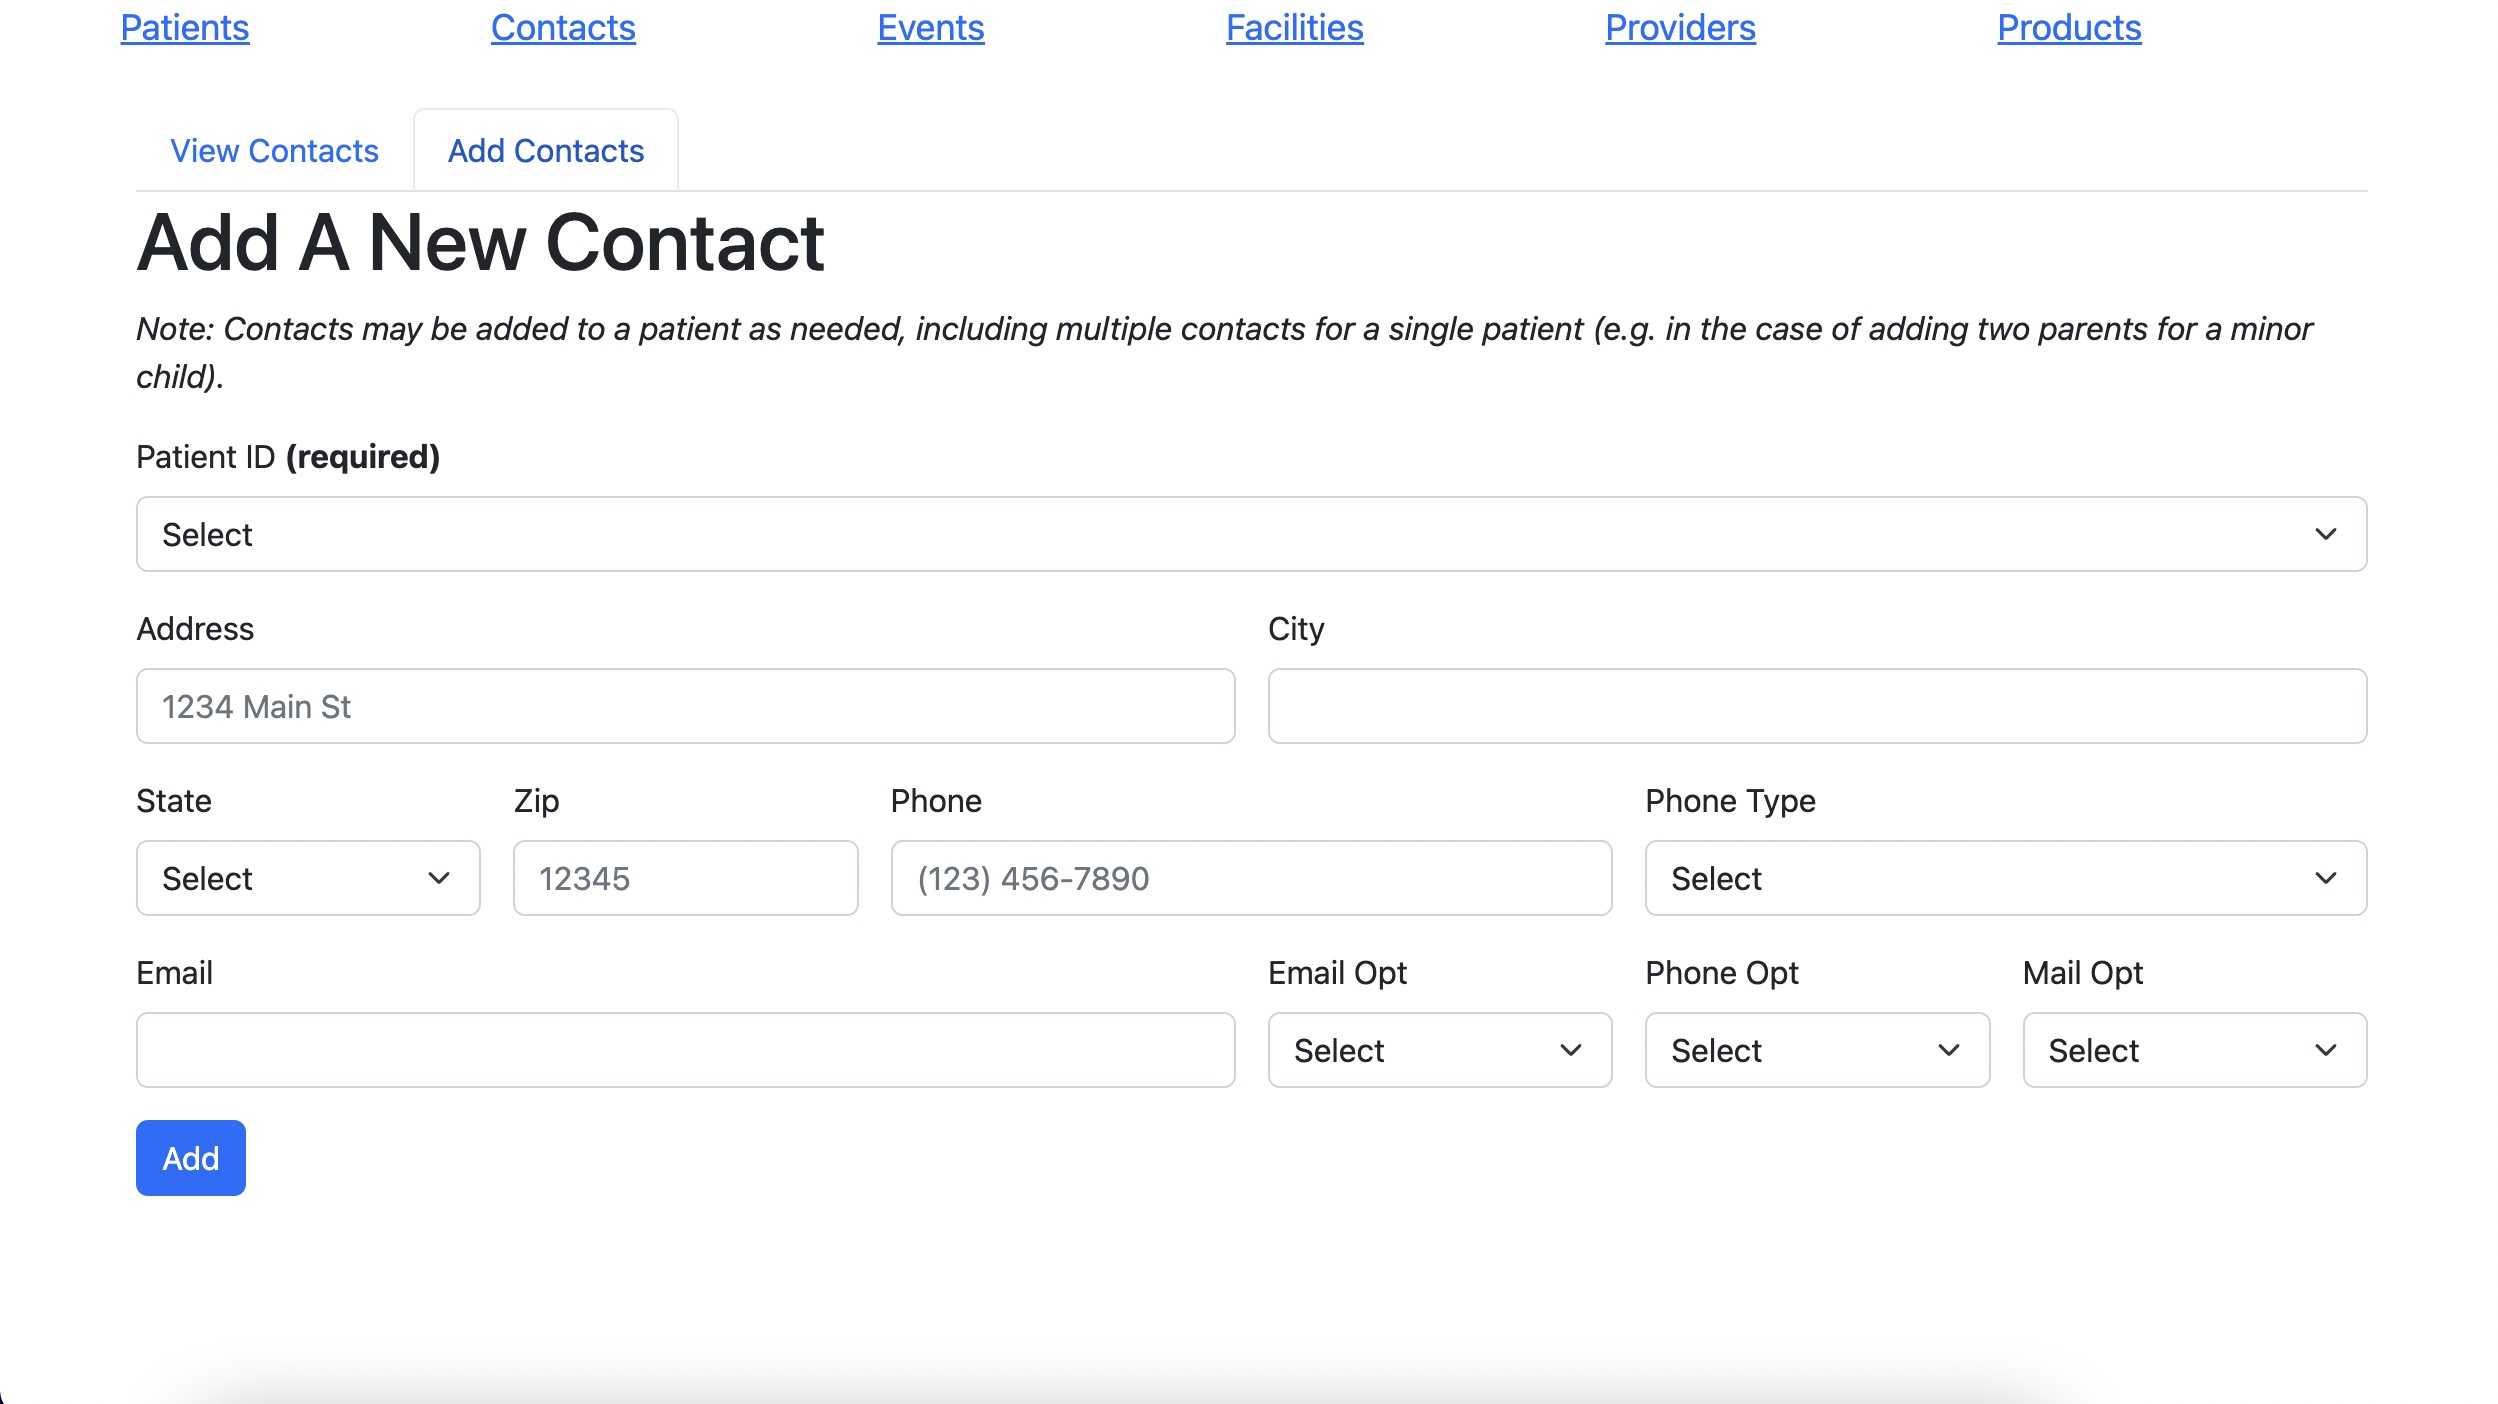 Patients Contacts Events Facilities Providers Products
View Contacts Add Contacts
Add A New Contact
Note: Contacts may be added to a patient as needed, including multiple contacts for a single patient (e.g. in the case of adding two parents for a minor
child).
Patient ID (required)
Select
Address City
1234 Main St
State Zip Phone Phone Type
Select 12345 (123) 456-7890 Select
Email Email Opt Phone Opt Mail Opt
Select Select Select
Add